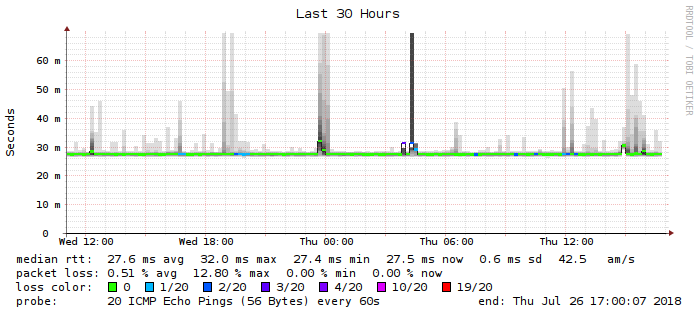 Last 30 Hours
RRDTOOL / TOBI OETIKER
Seconds
60 m
50 m
40 m
30 m
20 m
10 m
0
Wed 12:00 Wed 18:00 Thu 00:00 Thu 06:00 Thu 12:00
median rtt: 27.6 ms avg 32.0 ms max 27.4 ms min 27.5 ms now 0.6 ms sd 42.5 am/s
packet loss: 0.51 % avg 12.80 % max 0.00 % min 0.00 % now
loss color: 0 1/20 2/20 3/20 4/20 10/20 19/20
probe: 20 ICMP Echo Pings (56 Bytes) every 60s end: Thu Jul 26 17:00:07 2018